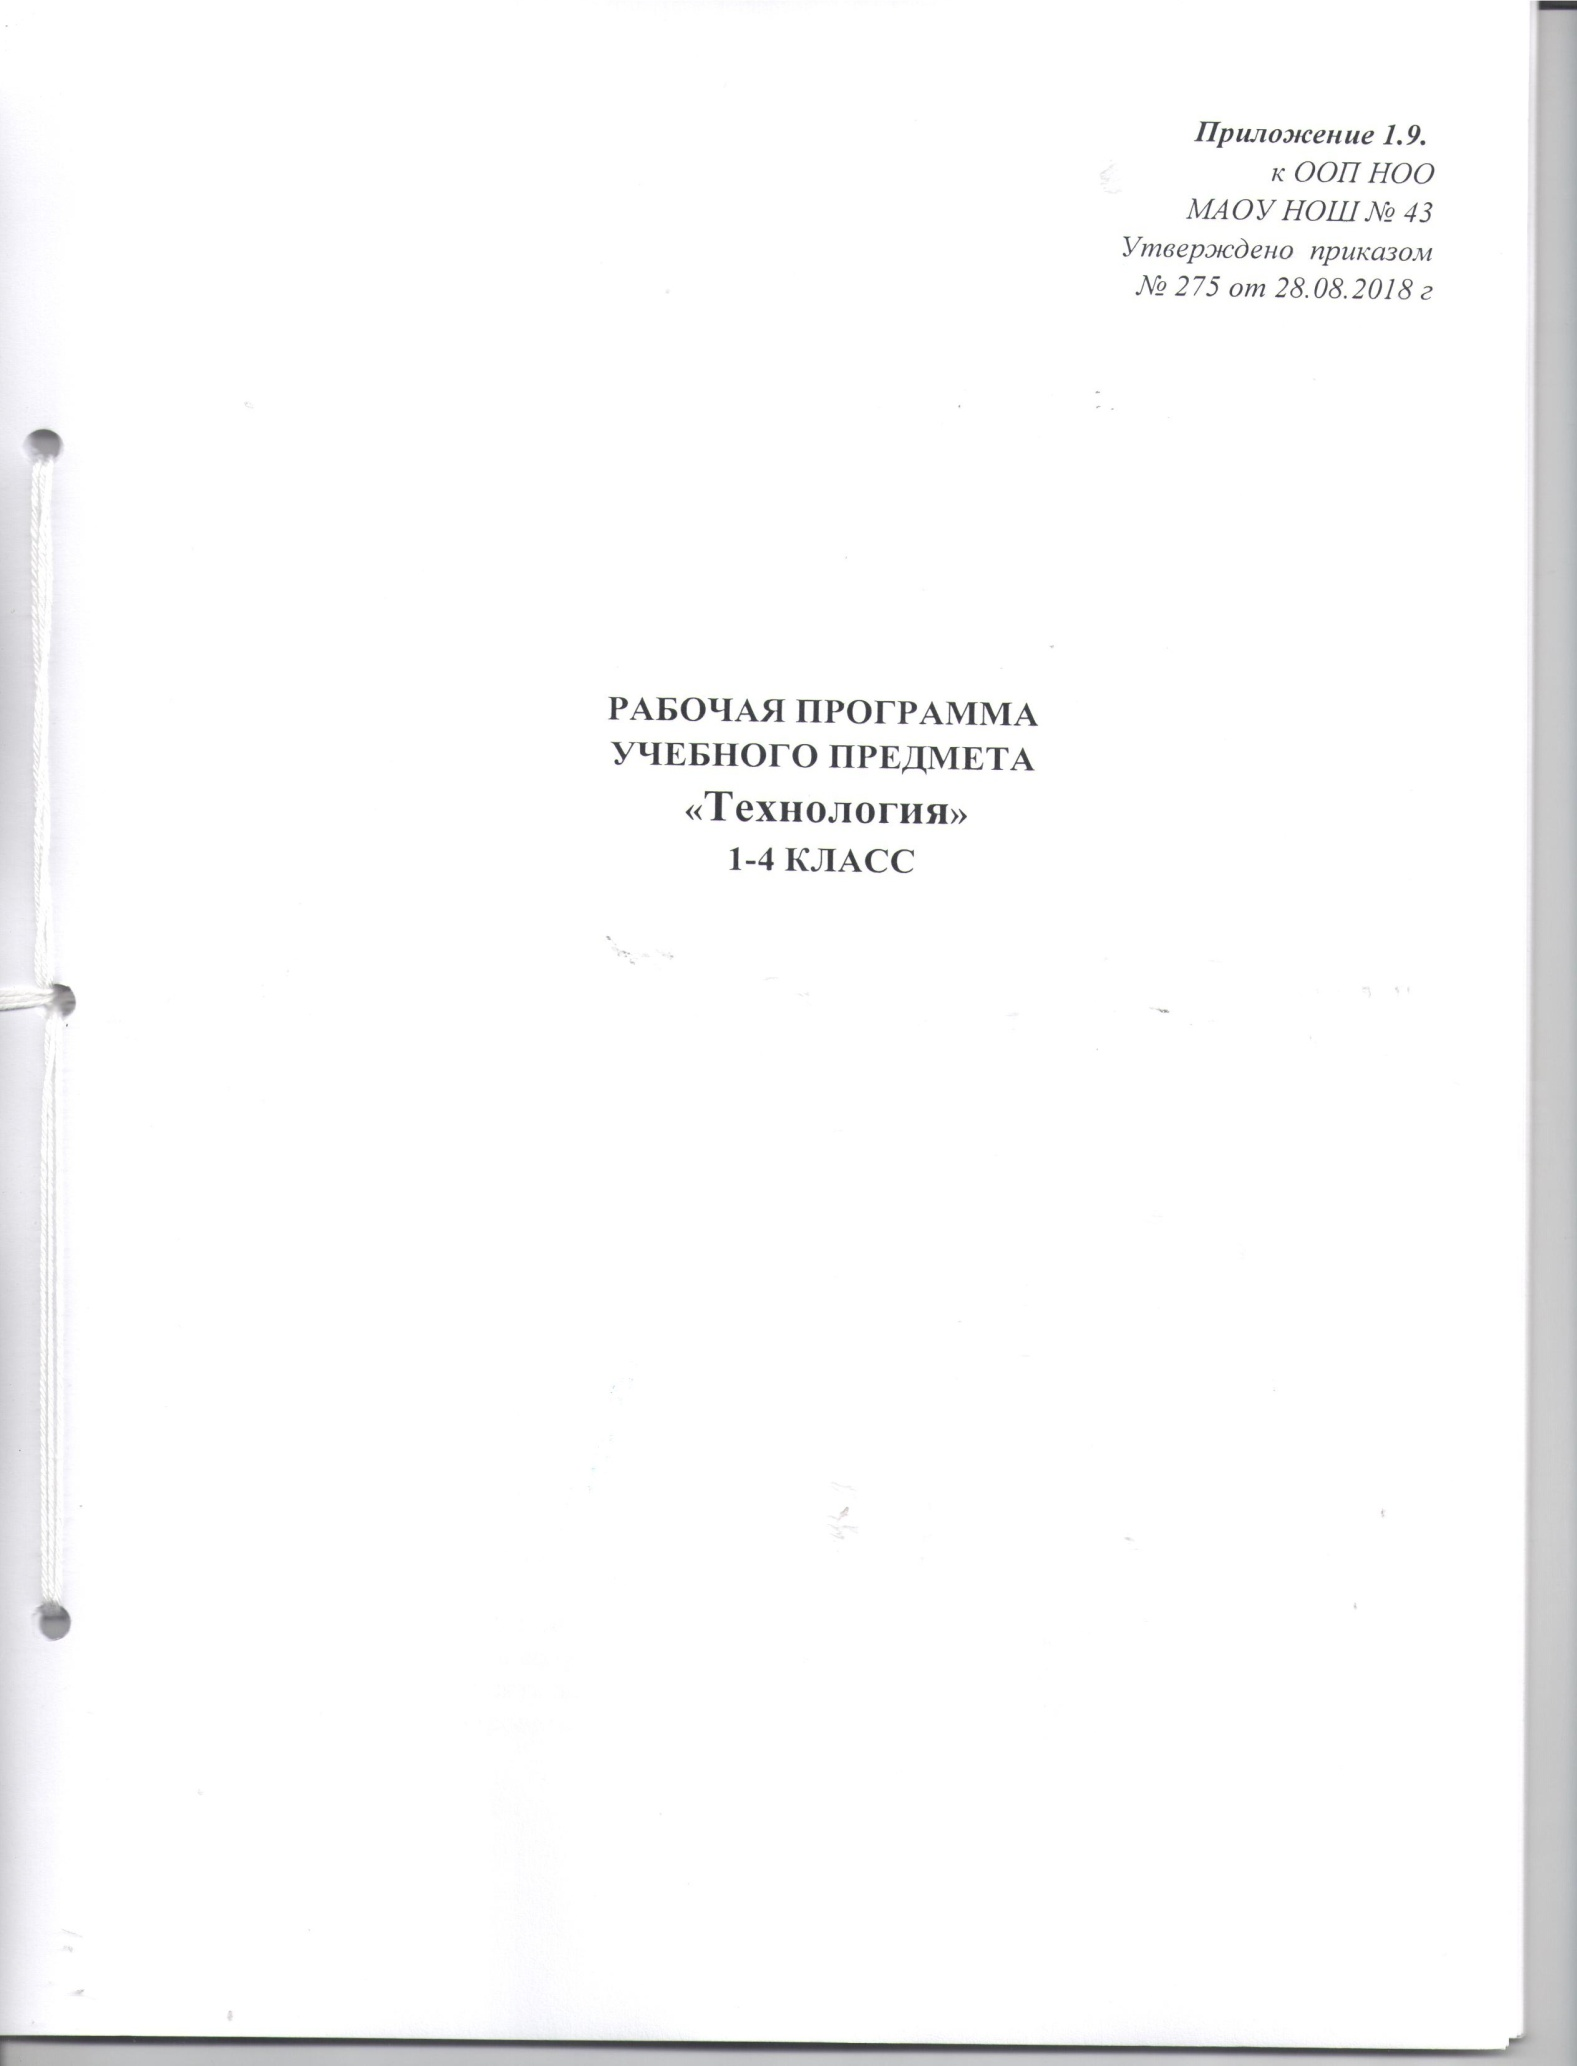 Приложение 1.9.
к ООП НОО
МАОУ НОШ № 43
Утверждено приказом
№ 275 от 28.08.2018 г
РАБОЧАЯ ПРОГРАММА
УЧЕБНОГО ПРЕДМЕТА
«Технология»
1-4 КЛАСС